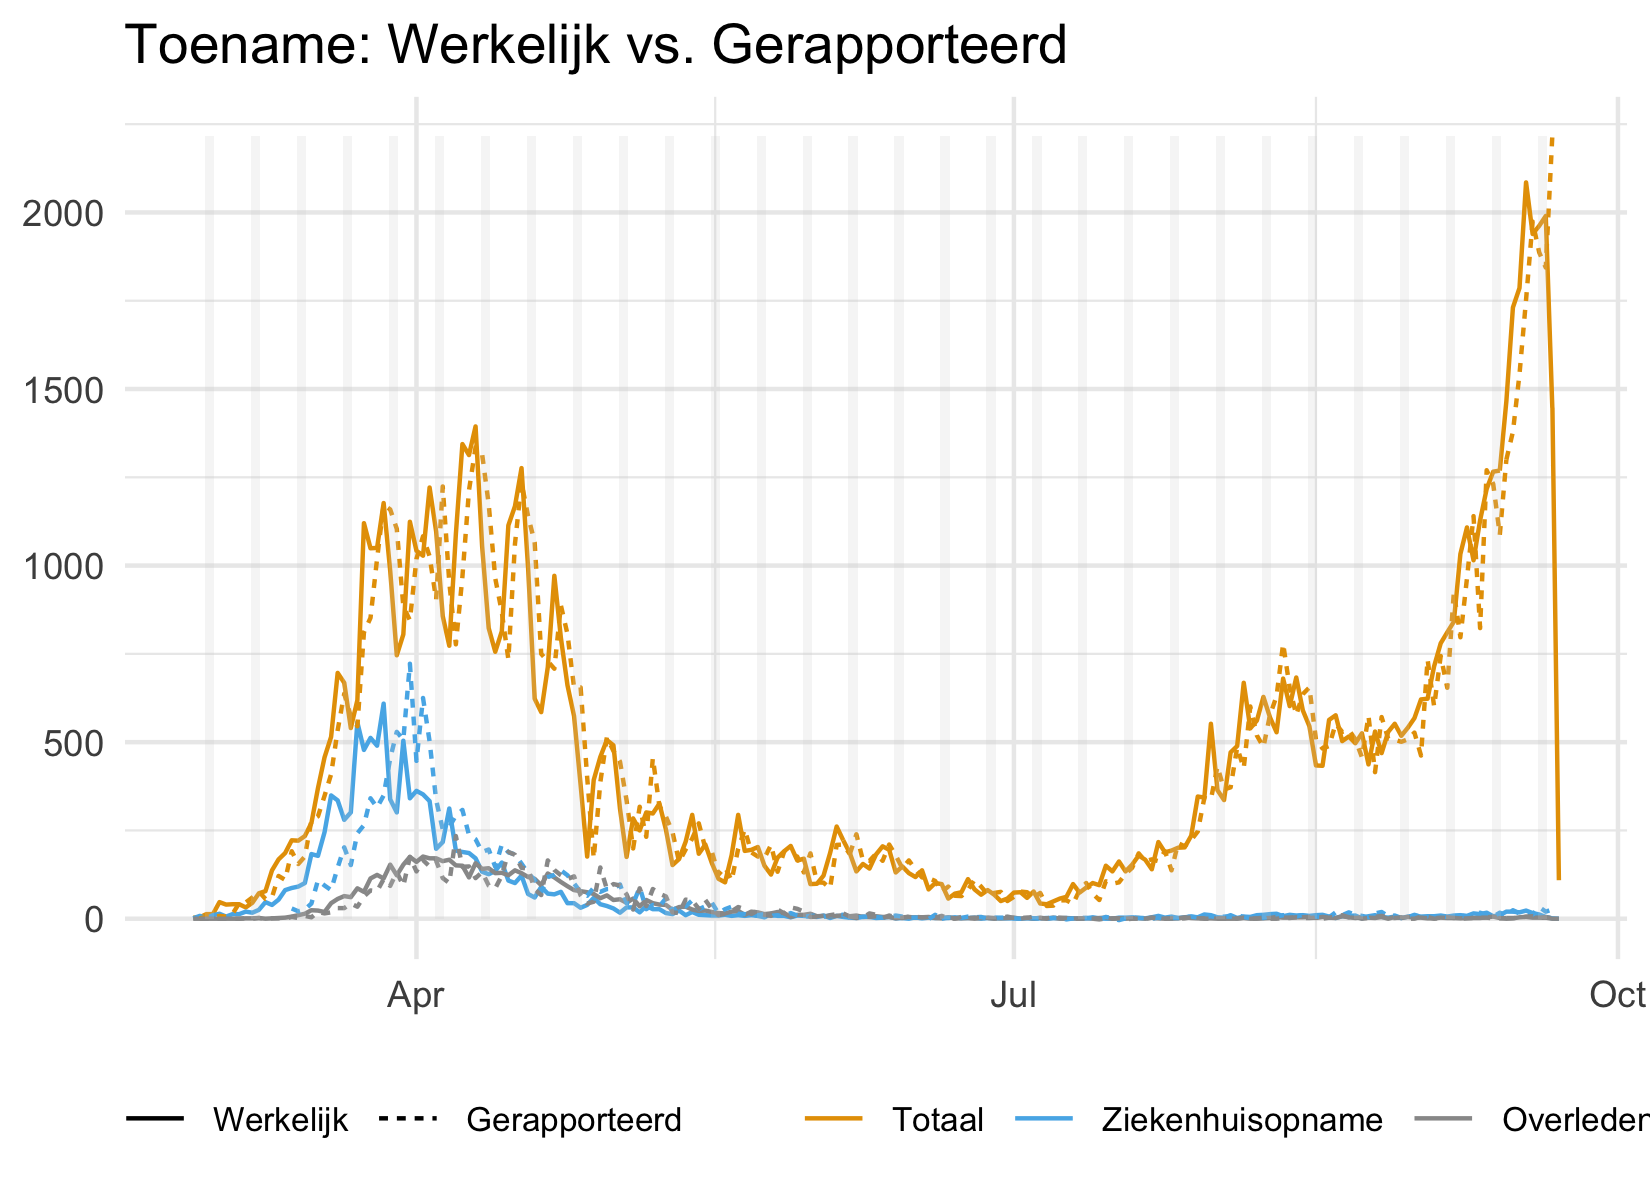 Toename: Werkelijk vs. Gerapporteerd
2000
1500
1000
500
0
Apr Jul Oct
Werkelijk Gerapporteerd Totaal Ziekenhuisopname Overleden